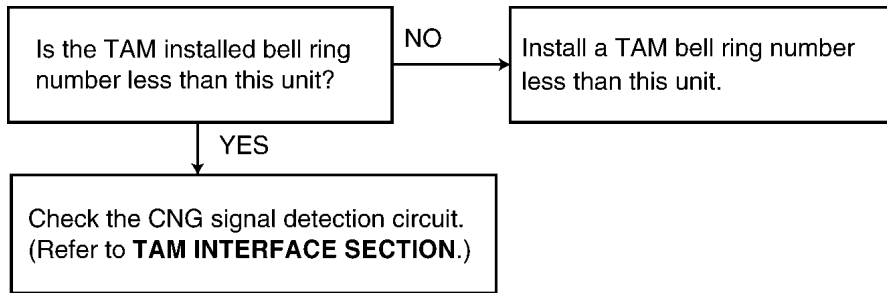 Is the TAM installed bell ring
number less than this unit?
NO
Install a TAM bell ring number
less than this unit.
YES
Check the CNG signal detection circuit.
(Refer to TAM INTERFACE SECTION.)